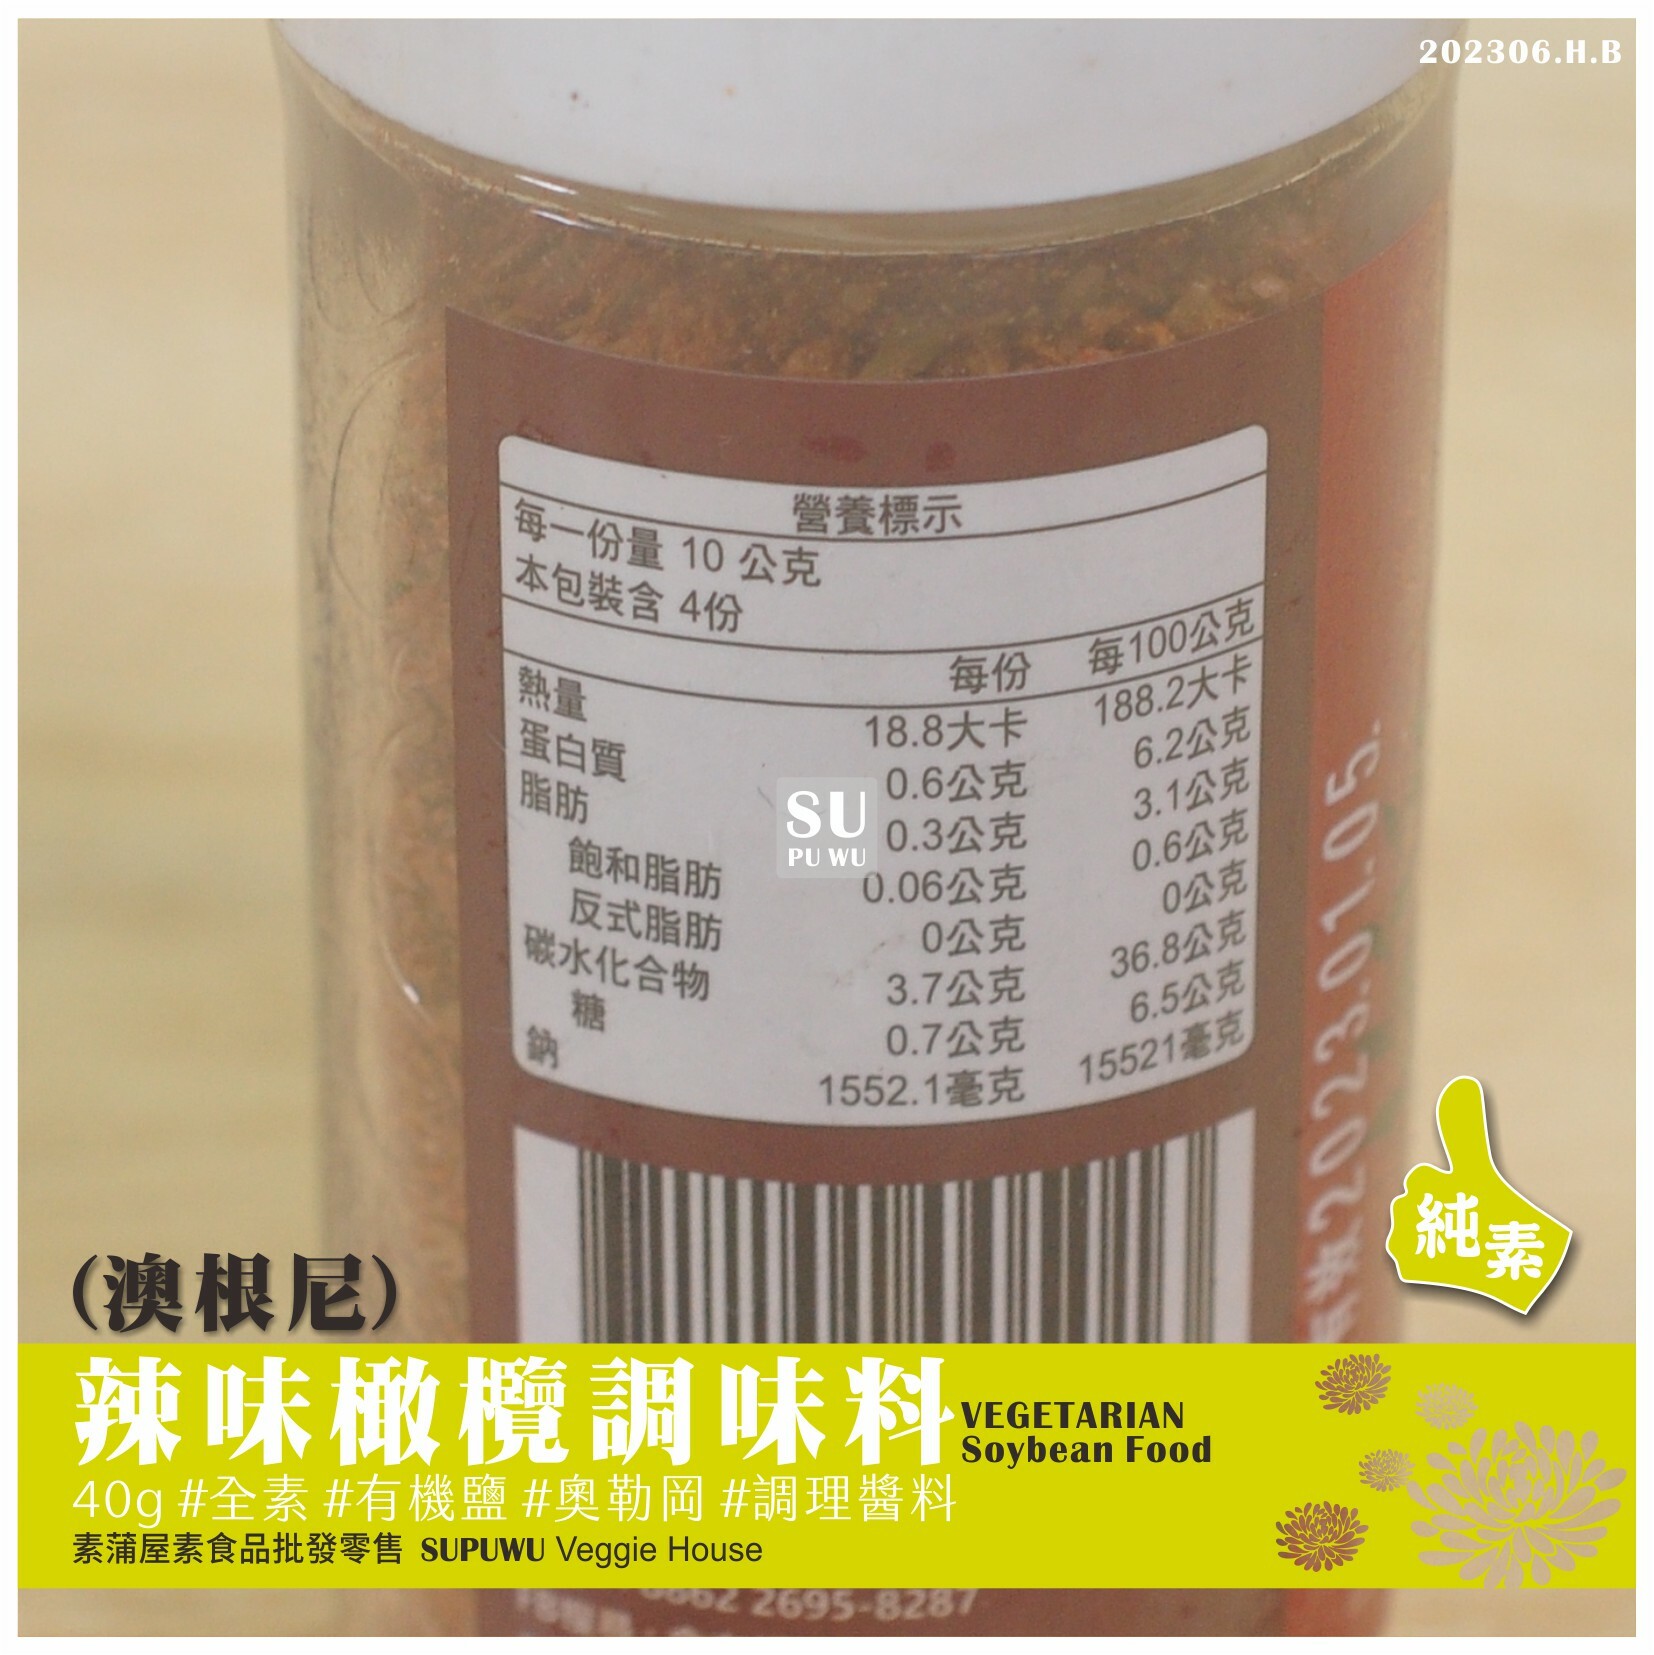 202306.H.B
營養標示
每一份量 10 公克
本包裝含 4份
每份 每100公克
熱量 18.8大卡 188.2大卡
蛋白質 0.6公克 6.2公克
脂肪 0.3公克 3.1公克
飽和脂肪 0.06公克 0.6公克
反式脂肪 0公克 0公克
碳水化合物 3.7公克 36.8公克
糖 0.7公克 6.5公克
鈉 1552.1毫克 15521毫克
SU
PU WU
2023.01.05.
純素
(澳根尼)
辣味橄欖調味料
VEGETARIAN
Soybean Food
40g #全素 #有機鹽 #奧勒岡 #調理醬料
素蒲屋素食品批發零售 SUPUWU Veggie House
2695-8287